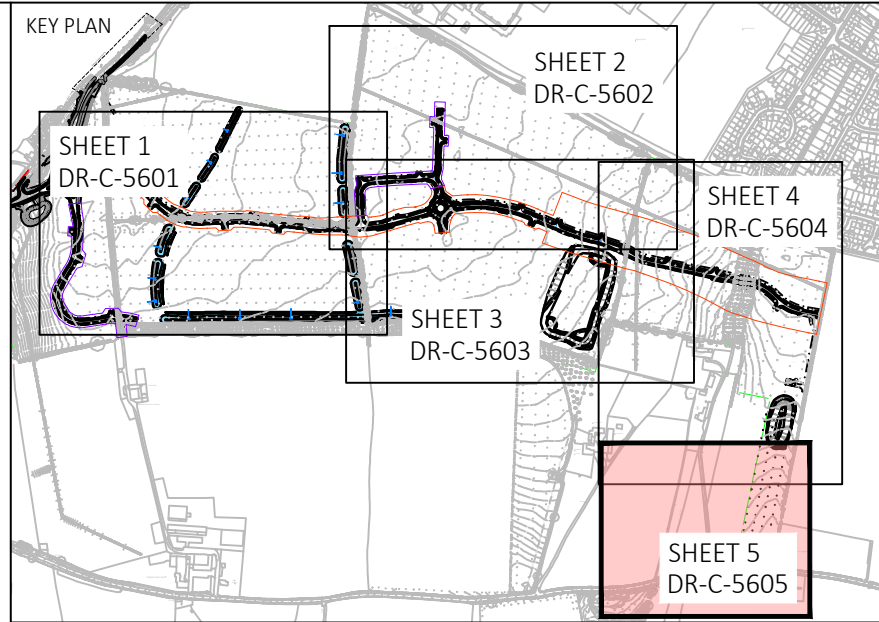 KEY PLAN
SHEET 1
DR-C-5601
SHEET 2
DR-C-5602
SHEET 4
DR-C-5604
SHEET 3
DR-C-5603
SHEET 5
DR-C-5605